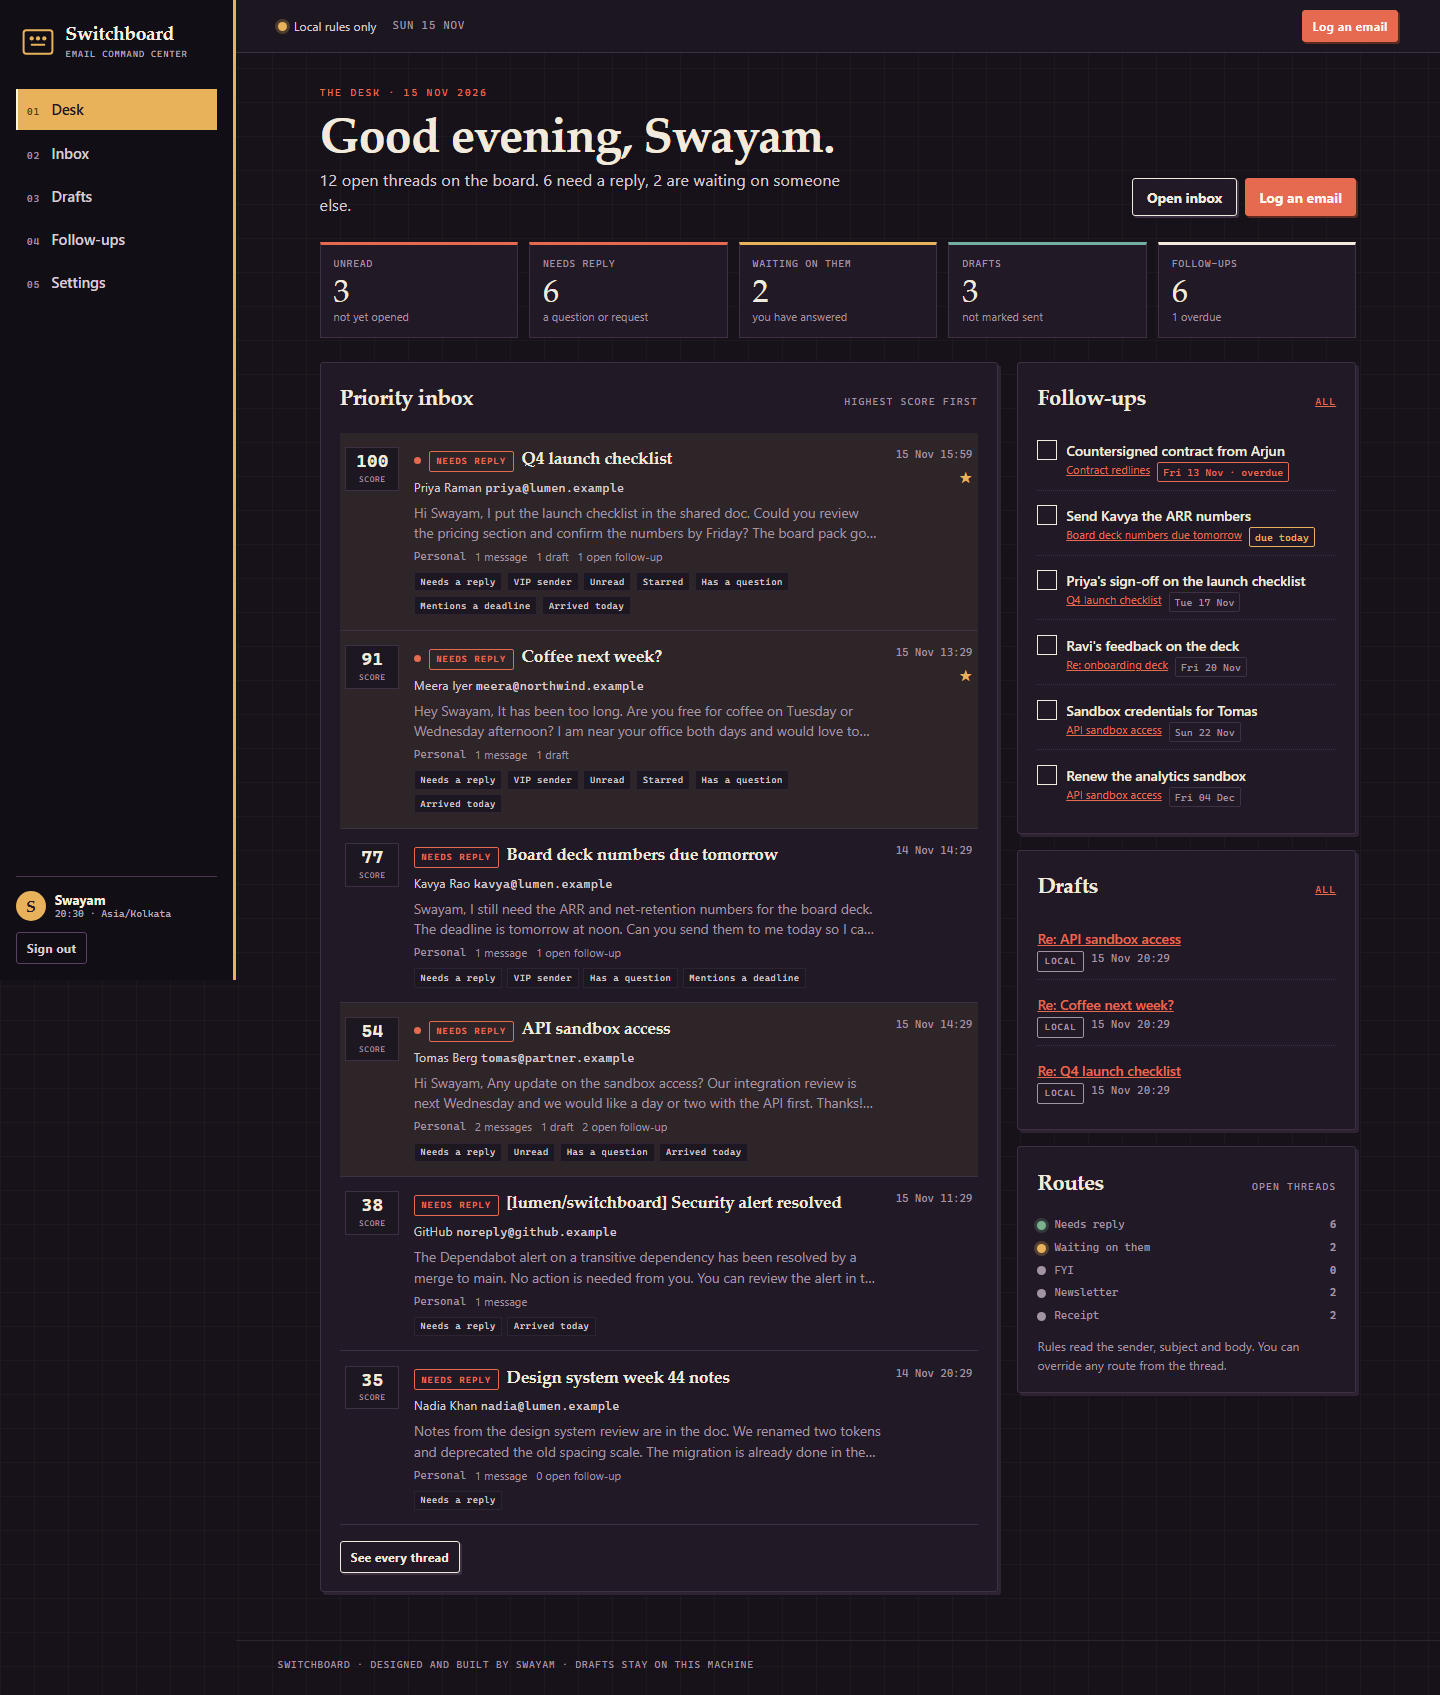 Switchboard
EMAIL COMMAND CENTER
01 Desk
02 Inbox
03 Drafts
04 Follow-ups
05 Settings
S
Swayam
20:30 · Asia/Kolkata
Sign out
Local rules only SUN 15 NOV
Log an email
THE DESK · 15 NOV 2026
Good evening, Swayam.
12 open threads on the board. 6 need a reply, 2 are waiting on someone
else.
Open inbox
Log an email
UNREAD
3
not yet opened
NEEDS REPLY
6
a question or request
WAITING ON THEM
2
you have answered
DRAFTS
3
not marked sent
FOLLOW-UPS
6
1 overdue
Priority inbox
HIGHEST SCORE FIRST
100
SCORE
NEEDS REPLY Q4 launch checklist
15 Nov 15:59
Priya Raman priya@lumen.example
Hi Swayam, I put the launch checklist in the shared doc. Could you review
the pricing section and confirm the numbers by Friday? The board pack go…
Personal 1 message 1 draft 1 open follow-up
Needs a reply VIP sender Unread Starred Has a question
Mentions a deadline Arrived today
91
SCORE
NEEDS REPLY Coffee next week?
15 Nov 13:29
Meera Iyer meera@northwind.example
Hey Swayam, It has been too long. Are you free for coffee on Tuesday or
Wednesday afternoon? I am near your office both days and would love to…
Personal 1 message 1 draft
Needs a reply VIP sender Unread Starred Has a question
Arrived today
77
SCORE
NEEDS REPLY Board deck numbers due tomorrow
14 Nov 14:29
Kavya Rao kavya@lumen.example
Swayam, I still need the ARR and net-retention numbers for the board deck.
The deadline is tomorrow at noon. Can you send them to me today so I ca…
Personal 1 message 1 open follow-up
Needs a reply VIP sender Has a question Mentions a deadline
54
SCORE
NEEDS REPLY API sandbox access
15 Nov 14:29
Tomas Berg tomas@partner.example
Hi Swayam, Any update on the sandbox access? Our integration review is
next Wednesday and we would like a day or two with the API first. Thanks!…
Personal 2 messages 1 draft 2 open follow-up
Needs a reply Unread Has a question Arrived today
38
SCORE
NEEDS REPLY [lumen/switchboard] Security alert resolved
15 Nov 11:29
GitHub noreply@github.example
The Dependabot alert on a transitive dependency has been resolved by a
merge to main. No action is needed from you. You can review the alert in t…
Personal 1 message
Needs a reply Arrived today
35
SCORE
NEEDS REPLY Design system week 44 notes
14 Nov 20:29
Nadia Khan nadia@lumen.example
Notes from the design system review are in the doc. We renamed two tokens
and deprecated the old spacing scale. The migration is already done in the…
Personal 1 message 0 open follow-up
Needs a reply
See every thread
Follow-ups
ALL
Countersigned contract from Arjun
Contract redlines Fri 13 Nov · overdue
Send Kavya the ARR numbers
Board deck numbers due tomorrow due today
Priya's sign-off on the launch checklist
Q4 launch checklist Tue 17 Nov
Ravi's feedback on the deck
Re: onboarding deck Fri 20 Nov
Sandbox credentials for Tomas
API sandbox access Sun 22 Nov
Renew the analytics sandbox
API sandbox access Fri 04 Dec
Drafts
ALL
Re: API sandbox access
LOCAL 15 Nov 20:29
Re: Coffee next week?
LOCAL 15 Nov 20:29
Re: Q4 launch checklist
LOCAL 15 Nov 20:29
Routes
OPEN THREADS
Needs reply 6
Waiting on them 2
FYI 0
Newsletter 2
Receipt 2
Rules read the sender, subject and body. You can
override any route from the thread.
SWITCHBOARD · DESIGNED AND BUILT BY SWAYAM · DRAFTS STAY ON THIS MACHINE